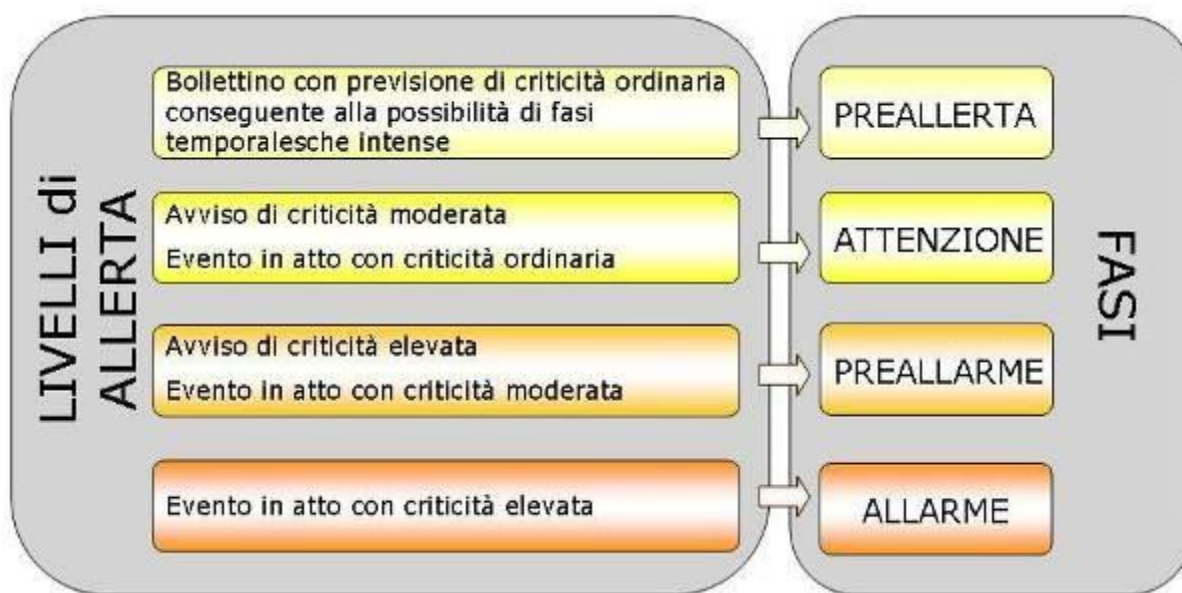 LIVELLI di
ALLERTA
Bollettino con previsione di criticità ordinaria
conseguente alla possibilità di fasi
temporalesche intense
PREALLERTA
Avviso di criticità moderata
Evento in atto con criticità ordinaria
ATTENZIONE
Avviso di criticità elevata
Evento in atto con criticità moderata
PREALLARME
Evento in atto con criticità elevata
ALLARME
FASI